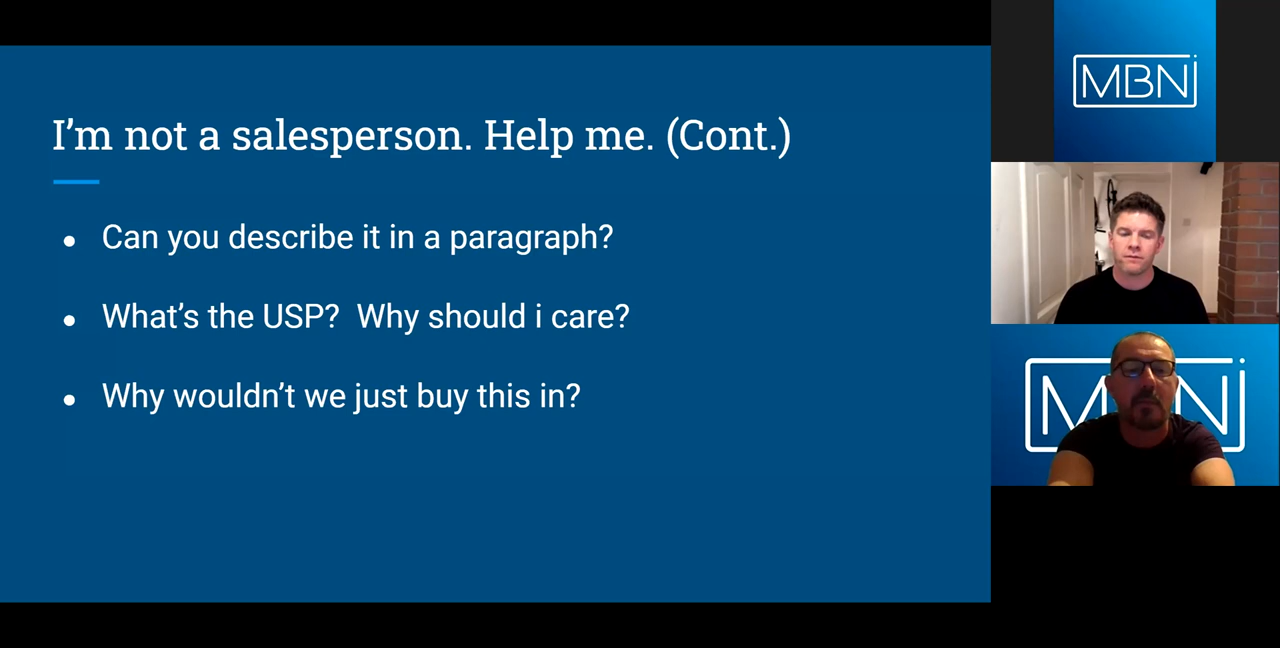 I’m not a salesperson. Help me. (Cont.)
● Can you describe it in a paragraph?
● What’s the USP?  Why should i care?
● Why wouldn’t we just buy this in?
MBN
MBN